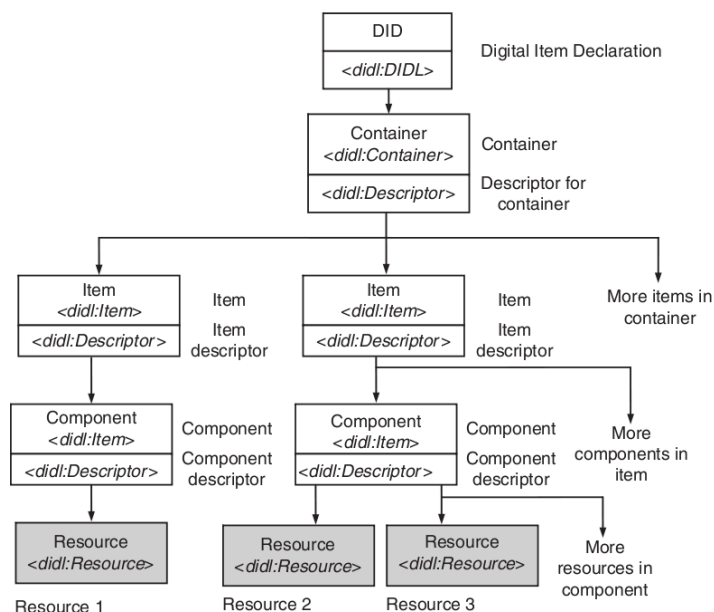 DID
<didl:DIDL>
Digital Item Declaration
Container
<didl:Container>
Container
<didl:Descriptor>
Descriptor for
container
Item
<didl:Item>
Item
<didl:Descriptor>
Item
descriptor
Item
<didl:Item>
Item
<didl:Descriptor>
Item
descriptor
More items in
container
Component
<didl:Item>
Component
<didl:Descriptor>
Component
descriptor
Component
<didl:Item>
Component
<didl:Descriptor>
Component
descriptor
More
components in
item
Resource
<didl:Resource>
Resource 1
Resource
<didl:Resource>
Resource 2
Resource
<didl:Resource>
Resource 3
More
resources in
component